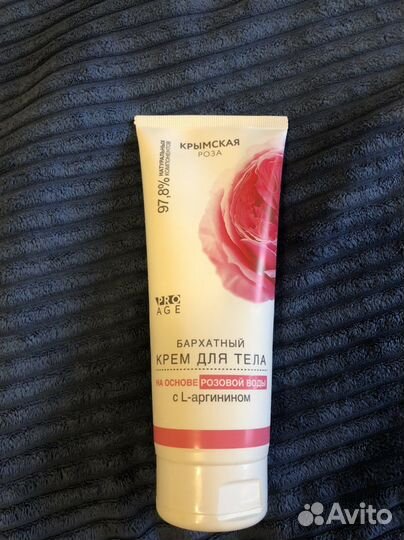 КРЫМСКАЯ
РОЗА
97,8% НАТУРАЛЬНЫХ
КОМПОНЕНТОВ
PRO
AGE
БАРХАТНЫЙ
КРЕМ ДЛЯ ТЕЛА
НА ОСНОВЕ РОЗОВОЙ ВОДЫ
с L-аргинином
Avito